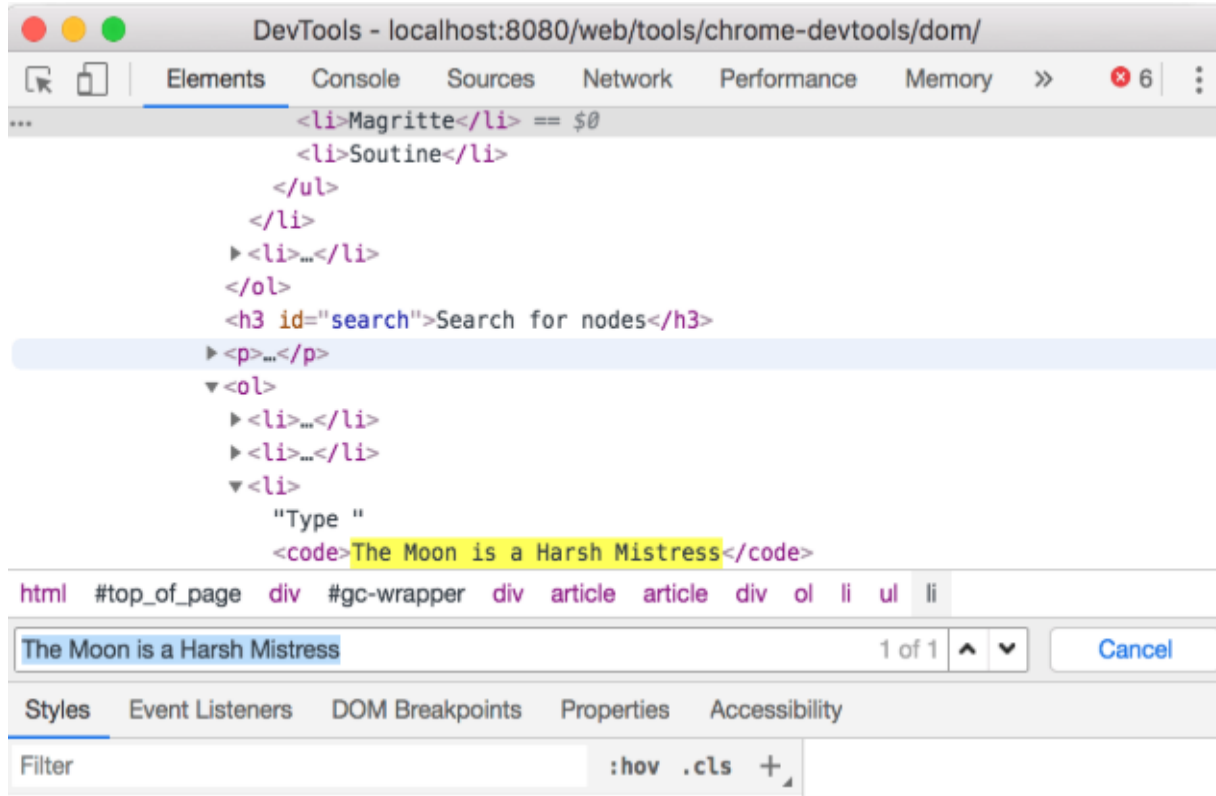 DevTools - localhost:8080/web/tools/chrome-devtools/dom/
Elements Console Sources Network Performance Memory » 6
… <li>Magritte</li> == $0
<li>Soutine</li>
</ul>
</li>
▶<li>…</li>
</ol>
<h3 id="search">Search for nodes</h3>
▶<p>…</p>
▼<ol>
▶<li>…</li>
▶<li>…</li>
▼<li>
"Type "
<code>The Moon is a Harsh Mistress</code>
html #top_of_page div #gc-wrapper div article article div ol li ul li
The Moon is a Harsh Mistress 1 of 1 Cancel
Styles Event Listeners DOM Breakpoints Properties Accessibility
Filter :hov .cls +